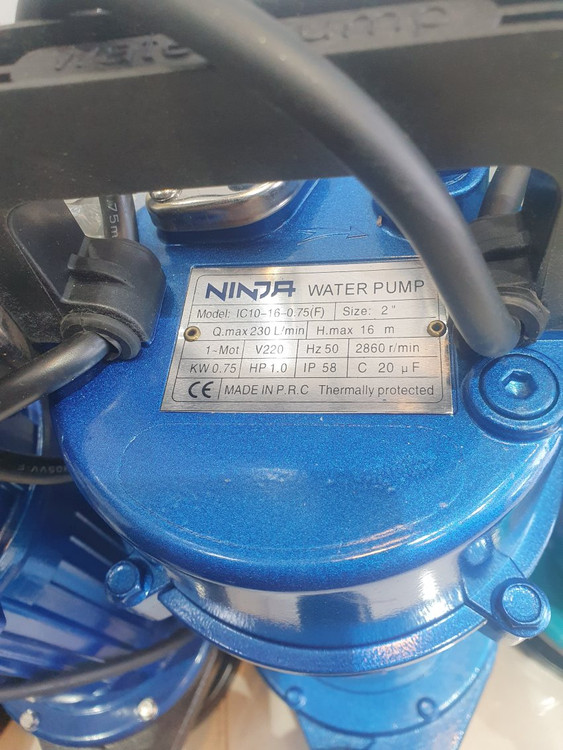 NINJA WATER PUMP
Model: IC10-16-0.75(F) Size: 2"
Q.max 230 L/min H.max 16 m
1~Mot V220 Hz 50 2860 r/min
KW 0.75 HP 1.0 IP 58 C 20 µF
CE MADE IN P.R.C Thermally protected